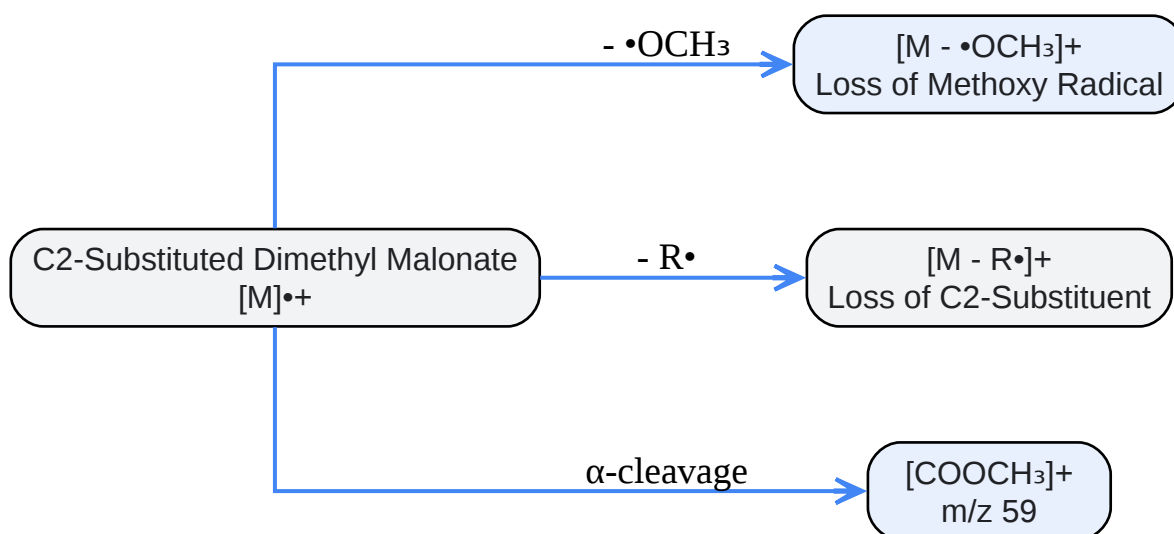 - •OCH₃
[M - •OCH₃]+
Loss of Methoxy Radical
C2-Substituted Dimethyl Malonate
[M]•+
- R•
[M - R•]+
Loss of C2-Substituent
α-cleavage
[COOCH₃]+
m/z 59